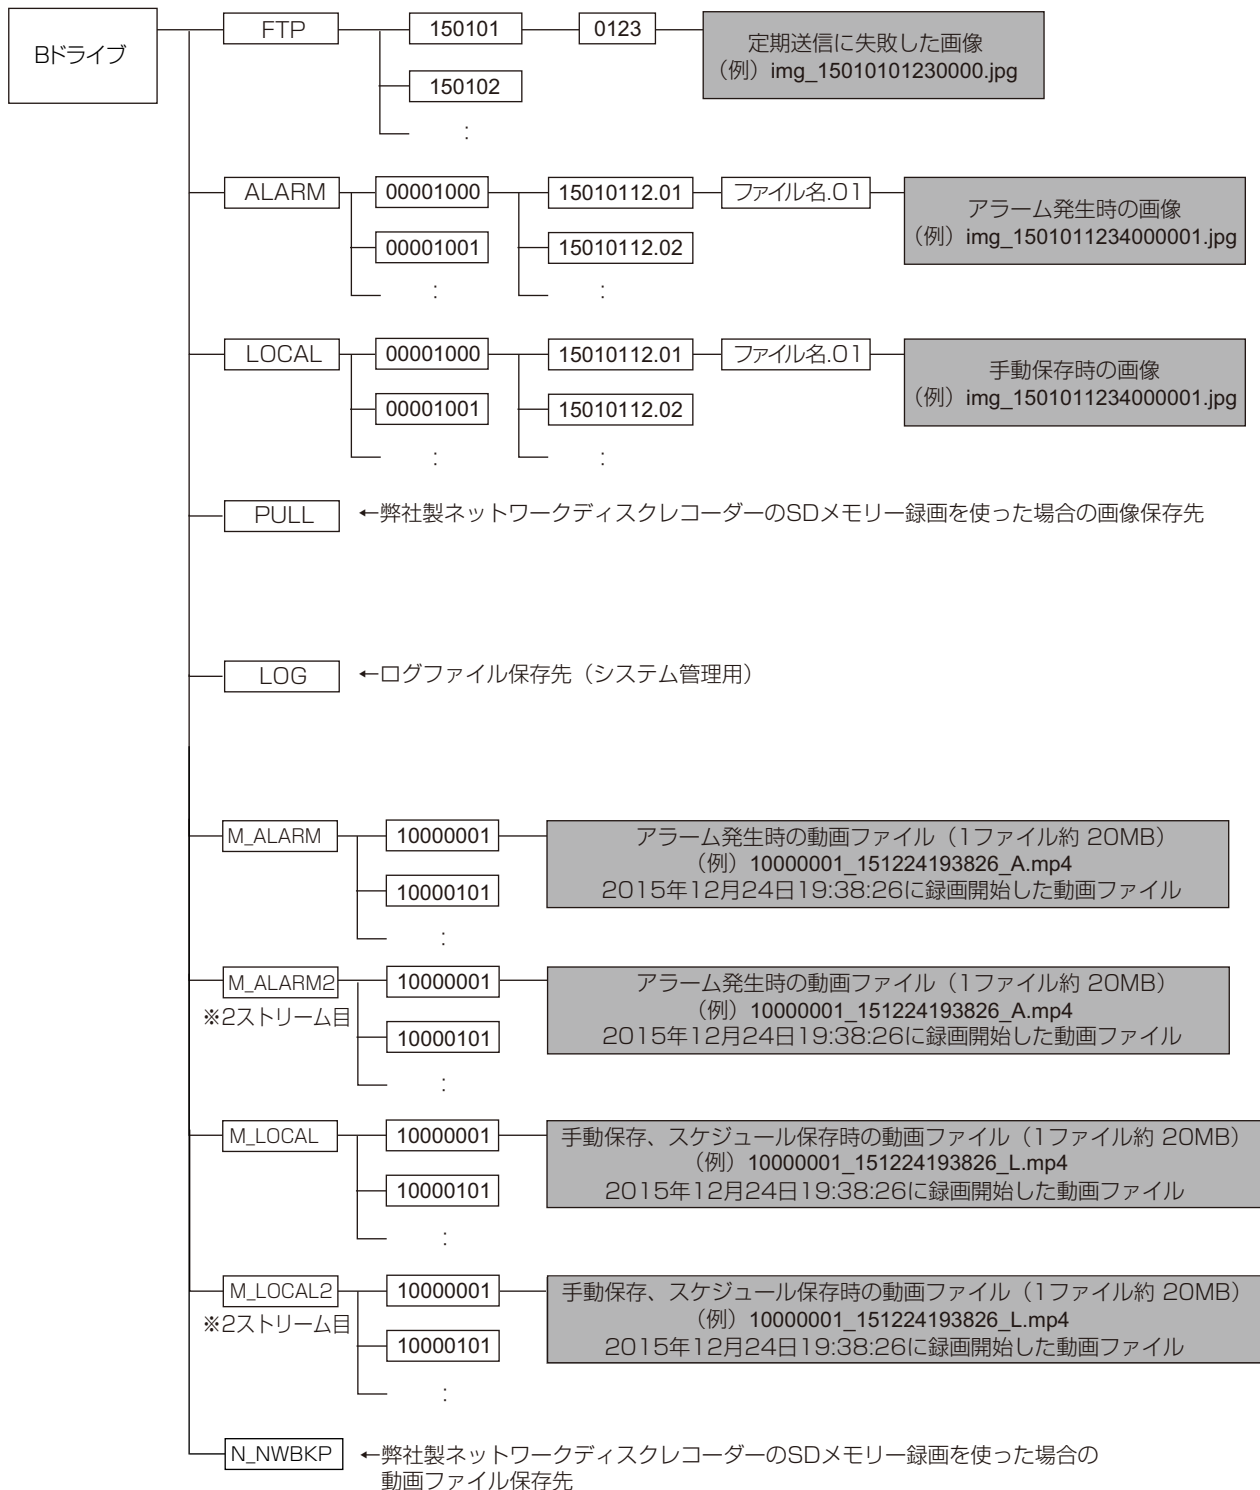 Bドライブ
FTP
150101
0123
定期送信に失敗した画像
(例)img_15010101230000.jpg
150102
:
ALARM
00001000
15010112.01
ファイル名.01
アラーム発生時の画像
(例)img_1501011234000001.jpg
00001001
15010112.02
:
:
LOCAL
00001000
15010112.01
ファイル名.01
手動保存時の画像
(例)img_1501011234000001.jpg
00001001
15010112.02
:
:
PULL
←弊社製ネットワークディスクレコーダーのSDメモリー録画を使った場合の画像保存先
LOG
←ログファイル保存先(システム管理用)
M_ALARM
10000001
アラーム発生時の動画ファイル(1ファイル約 20MB)
(例)10000001_151224193826_A.mp4
2015年12月24日19:38:26に録画開始した動画ファイル
10000101
:
M_ALARM2
※2ストリーム目
10000001
アラーム発生時の動画ファイル(1ファイル約 20MB)
(例)10000001_151224193826_A.mp4
2015年12月24日19:38:26に録画開始した動画ファイル
10000101
:
M_LOCAL
10000001
手動保存、スケジュール保存時の動画ファイル(1ファイル約 20MB)
(例)10000001_151224193826_L.mp4
2015年12月24日19:38:26に録画開始した動画ファイル
10000101
:
M_LOCAL2
※2ストリーム目
10000001
手動保存、スケジュール保存時の動画ファイル(1ファイル約 20MB)
(例)10000001_151224193826_L.mp4
2015年12月24日19:38:26に録画開始した動画ファイル
10000101
:
N_NWBKP
←弊社製ネットワークディスクレコーダーのSDメモリー録画を使った場合の
動画ファイル保存先